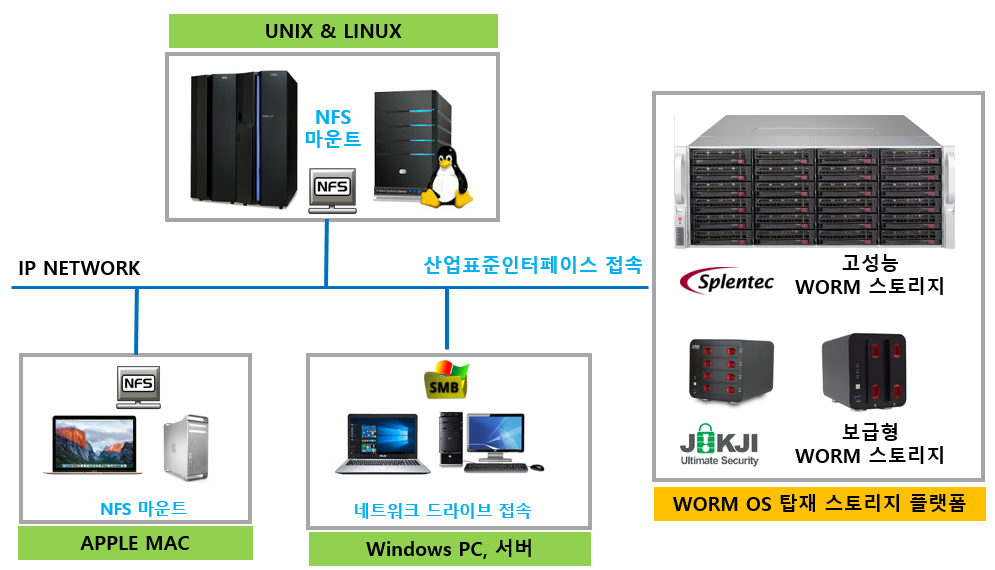 UNIX & LINUX
NFS
마운트
NFS
IP NETWORK
산업표준인터페이스 접속
NFS
NFS 마운트
APPLE MAC
SMB
네트워크 드라이브 접속
Windows PC, 서버
Splentec
고성능
WORM 스토리지
JAKJI
Ultimate Security
보급형
WORM 스토리지
WORM OS 탑재 스토리지 플랫폼